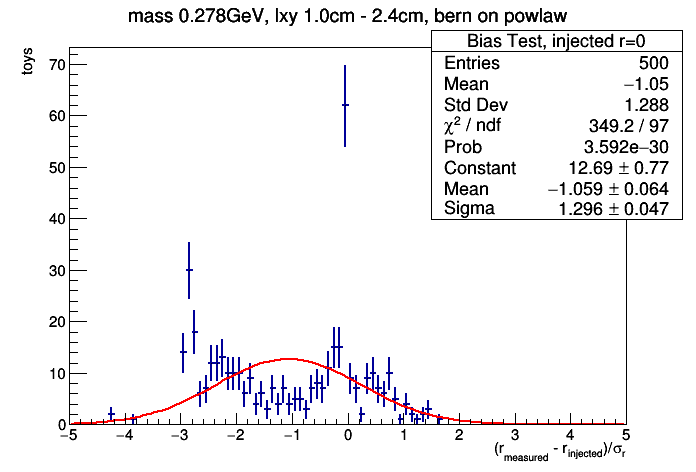 mass 0.278GeV, lxy 1.0cm - 2.4cm, bern on powlaw
Bias Test, injected r=0
Entries 500
Mean −1.05
Std Dev 1.288
χ² / ndf 349.2 / 97
Prob 3.592e−30
Constant 12.69 ± 0.77
Mean −1.059 ± 0.064
Sigma 1.296 ± 0.047
toys
70
60
50
40
30
20
10
0
−5 −4 −3 −2 −1 0 1 2 3 4 5
(r_measured - r_injected)/σ_r